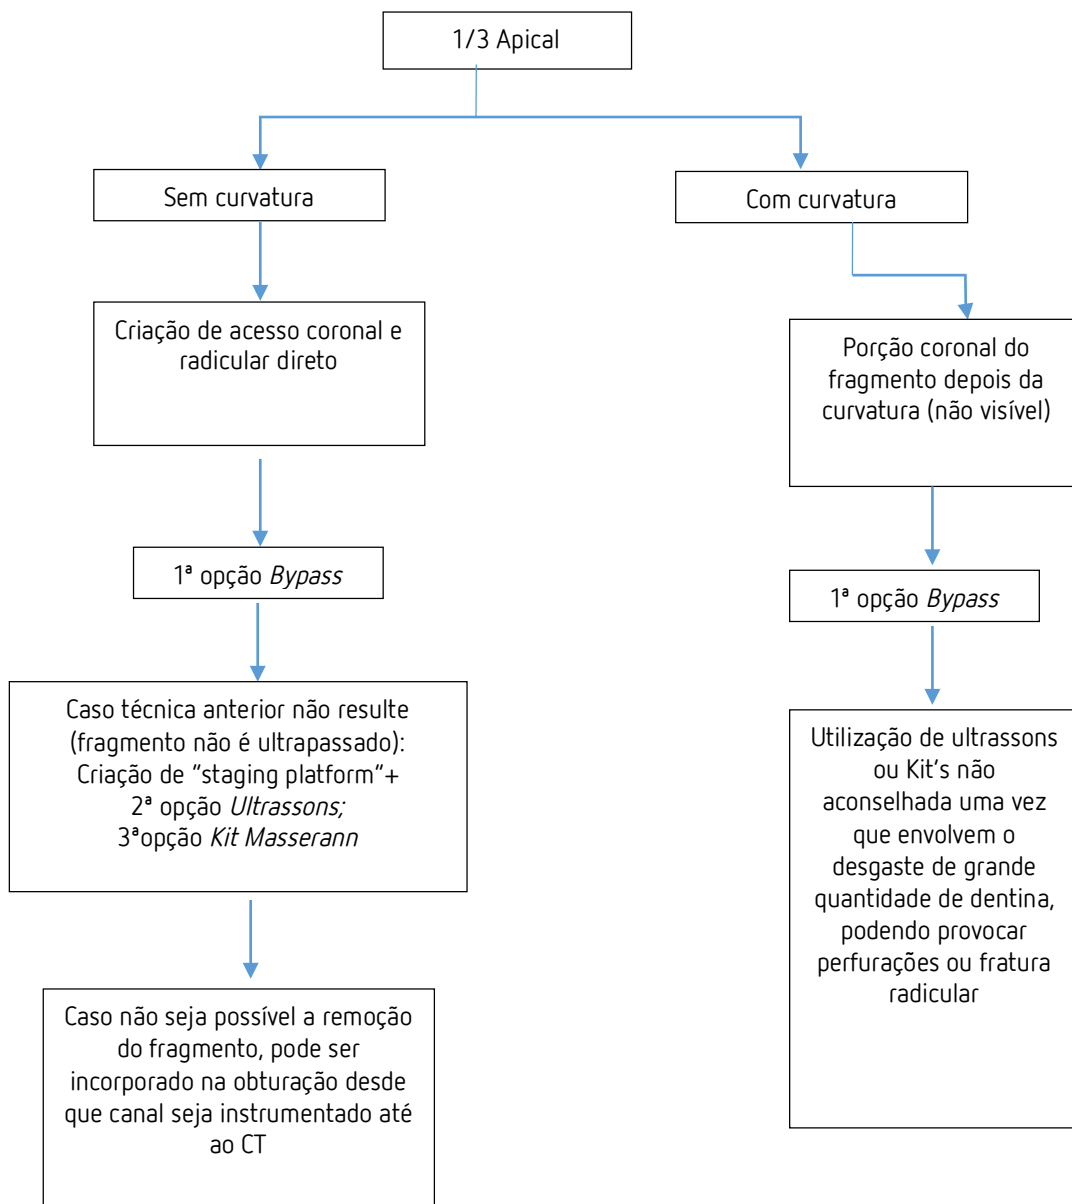 1/3 Apical
Sem curvatura
Com curvatura
Criação de acesso coronal e
radicular direto
Porção coronal do
fragmento depois da
curvatura (não visível)
1ª opção Bypass
1ª opção Bypass
Caso técnica anterior não resulte
(fragmento não é ultrapassado):
Criação de "staging platform"+
2ª opção Ultrassons;
3ªopção Kit Masserann
Utilização de ultrassons
ou Kit's não
aconselhada uma vez
que envolvem o
desgaste de grande
quantidade de dentina,
podendo provocar
perfurações ou fratura
radicular
Caso não seja possível a remoção
do fragmento, pode ser
incorporado na obturação desde
que canal seja instrumentado até
ao CT